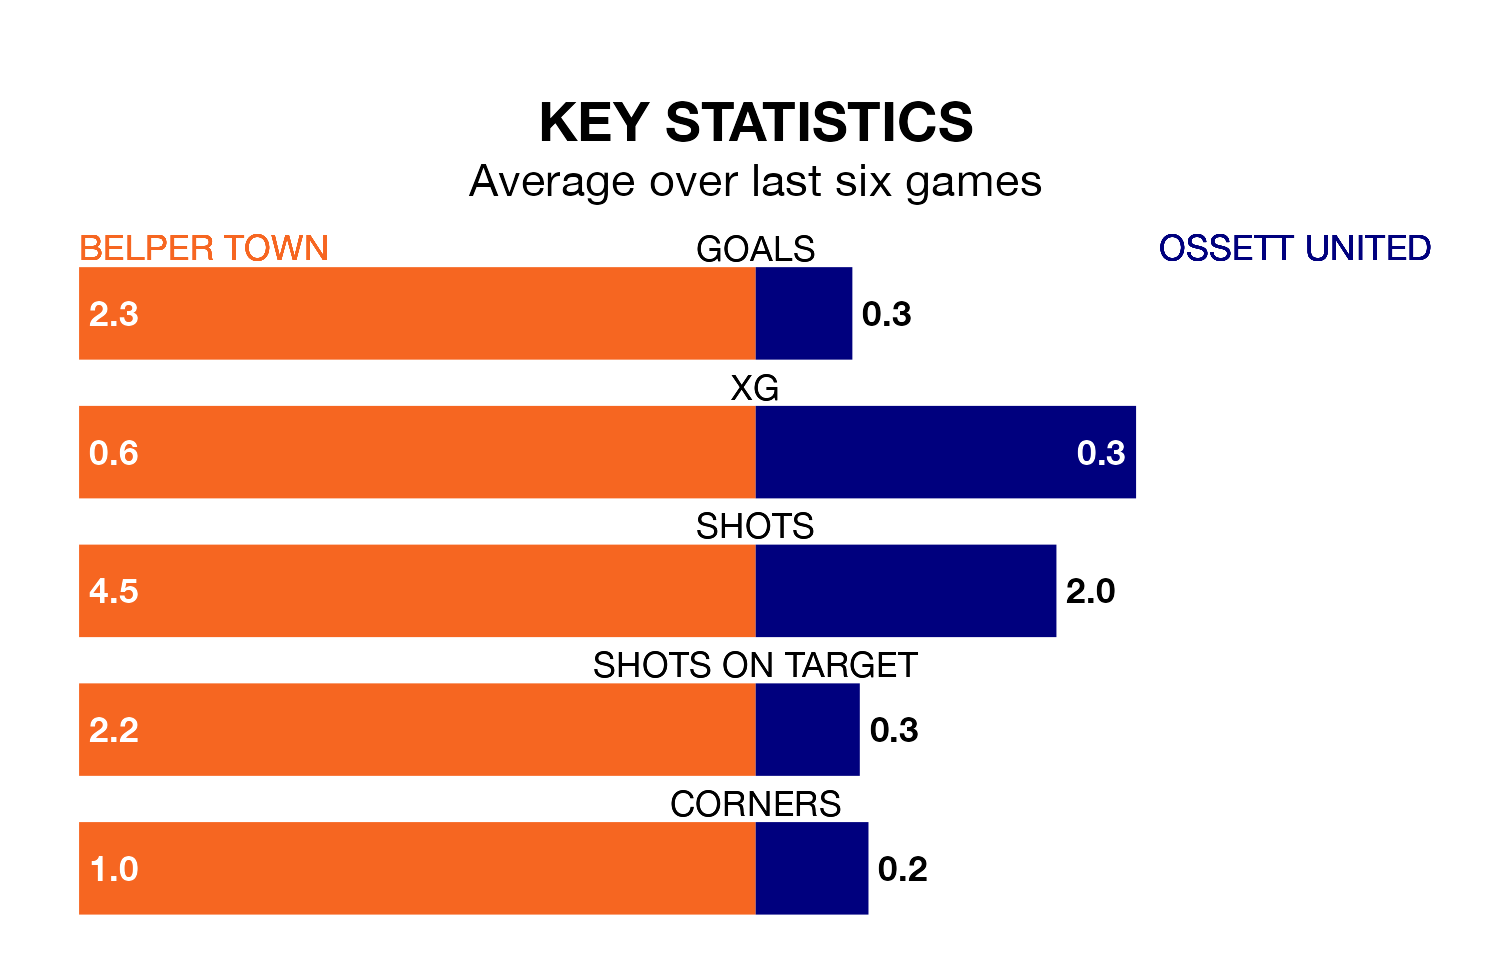 KEY STATISTICS
Average over last six games
BELPER TOWN GOALS OSSETT UNITED
2.3 0.3
XG
0.6 0.3
SHOTS
4.5 2.0
SHOTS ON TARGET
2.2 0.3
CORNERS
1.0 0.2